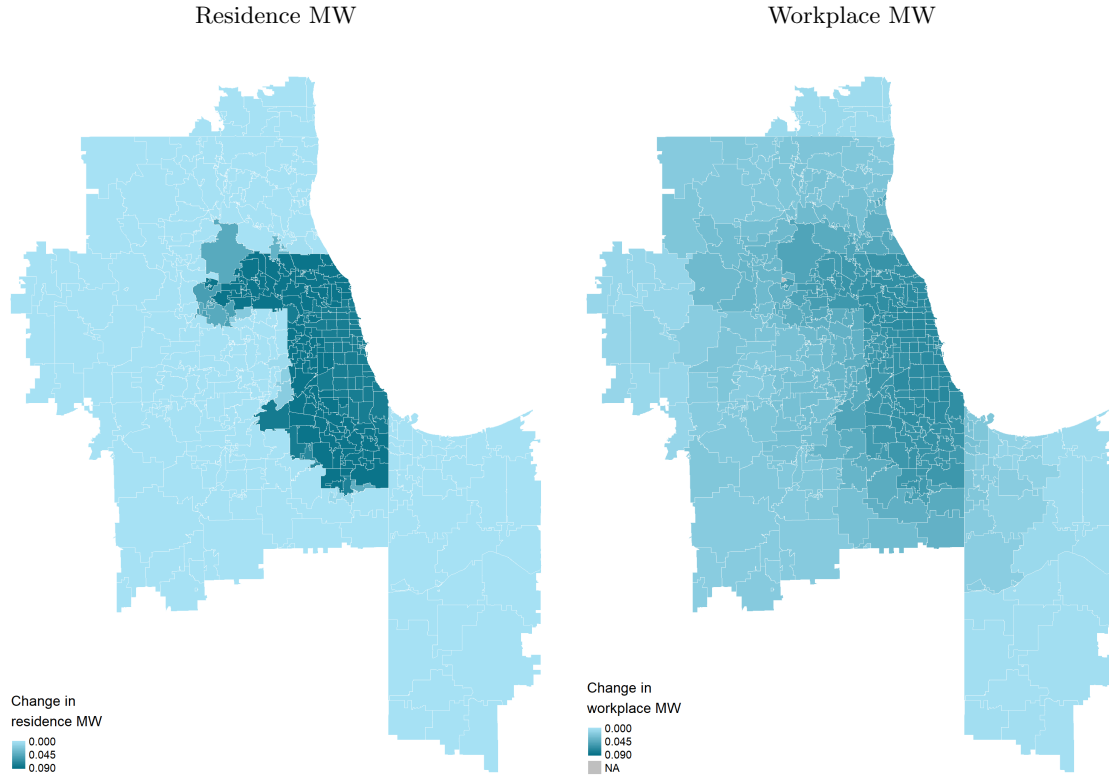 Residence MW
Workplace MW
Change in
residence MW
0.000
0.045
0.090
Change in
workplace MW
0.000
0.045
0.090
NA